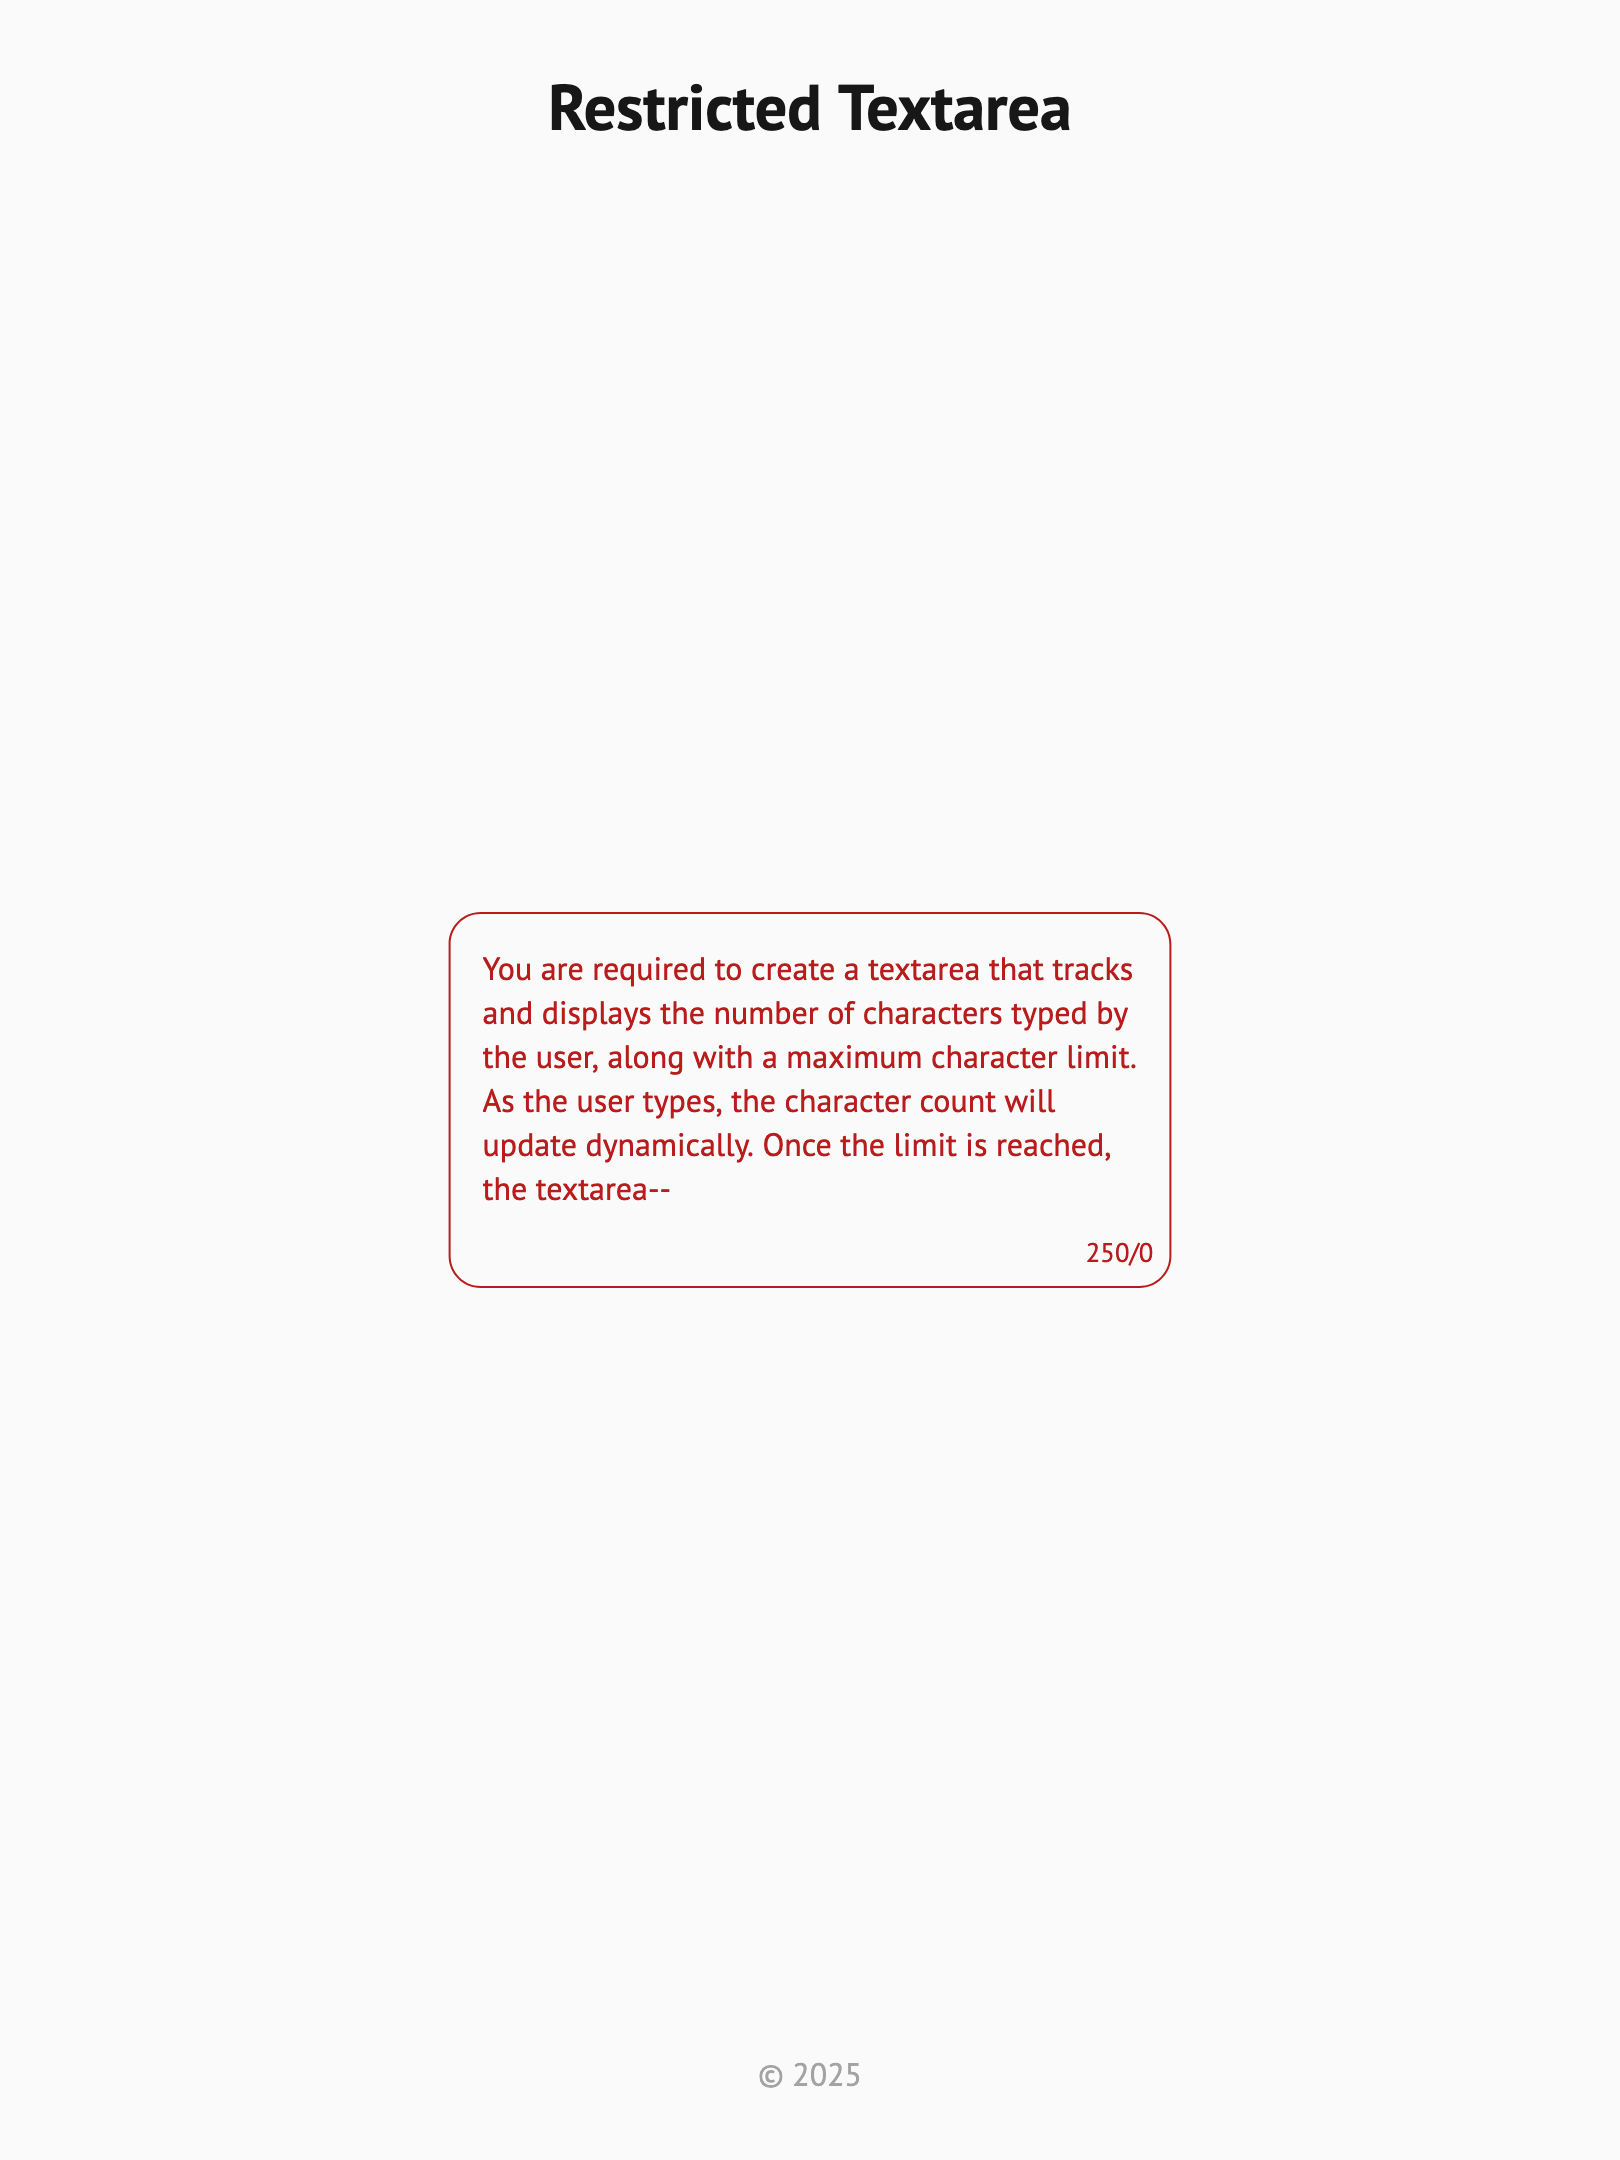 Restricted Textarea
You are required to create a textarea that tracks
and displays the number of characters typed by
the user, along with a maximum character limit.
As the user types, the character count will
update dynamically. Once the limit is reached,
the textarea--
250/0
© 2025